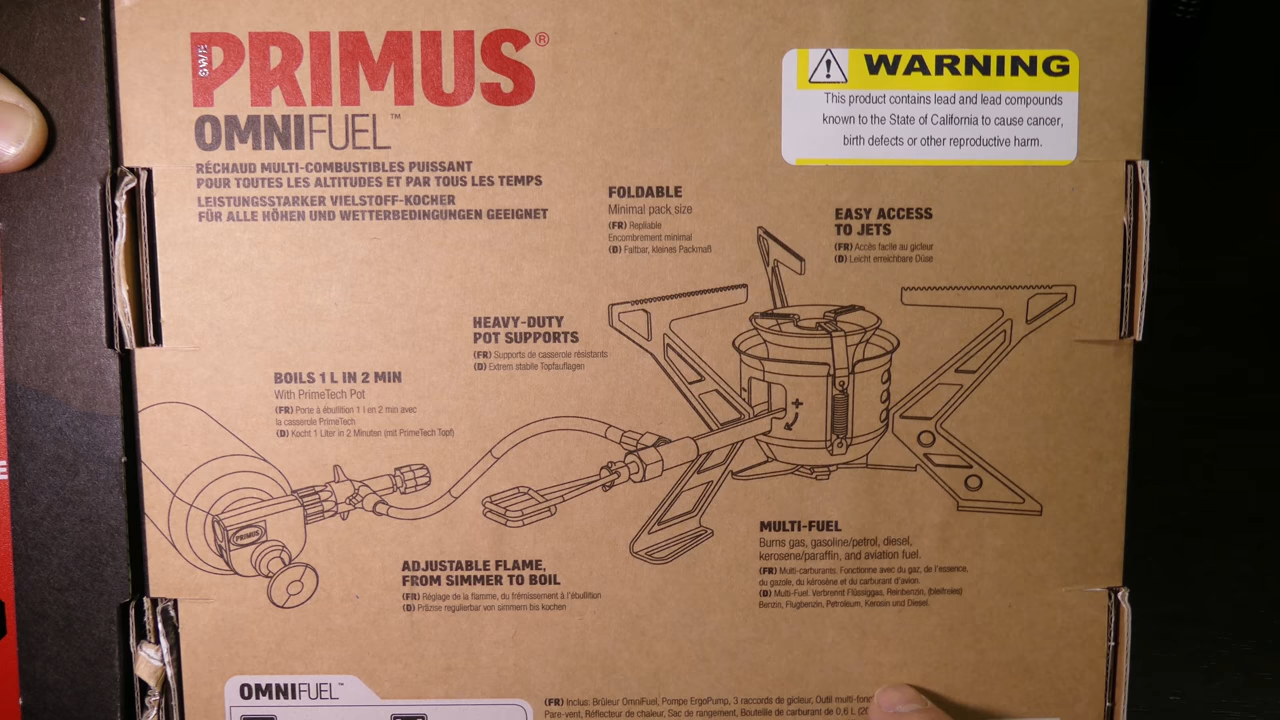 PRIMUS®
OMNIFUEL™
RÉCHAUD MULTI-COMBUSTIBLES PUISSANT
POUR TOUTES LES ALTITUDES ET PAR TOUS LES TEMPS
LEISTUNGSSTARKER VIELSTOFF-KOCHER
FÜR ALLE HÖHEN UND WETTERBEDINGUNGEN GEEIGNET
WARNING
This product contains lead and lead compounds
known to the State of California to cause cancer,
birth defects or other reproductive harm.
FOLDABLE
Minimal pack size
(FR) Repliable
Encombrement minimal
(D) Faltbar, kleines Packmaß
EASY ACCESS
TO JETS
(FR) Accès facile au gicleur
(D) Leicht erreichbare Düse
HEAVY-DUTY
POT SUPPORTS
(FR) Supports de casserole résistants
(D) Extrem stabile Topfauflagen
BOILS 1 L IN 2 MIN
With PrimeTech Pot
(FR) Porte à ébullition 1 l en 2 min avec
la casserole PrimeTech
(D) Kocht 1 Liter in 2 Minuten (mit PrimeTech Topf)
PRIMUS
ADJUSTABLE FLAME,
FROM SIMMER TO BOIL
(FR) Réglage de la flamme, du frémissement à l'ébullition
(D) Präzise regulierbar von simmern bis kochen
MULTI-FUEL
Burns gas, gasoline/petrol, diesel,
kerosene/paraffin, and aviation fuel.
(FR) Multi-carburants. Fonctionne avec du gaz, de l'essence,
du gazole, du kérosène et du carburant d'avion.
(D) Multi-Fuel. Verbrennt Flüssiggas, Reinbenzin, (bleifreies)
Benzin, Flugbenzin, Petroleum, Kerosin und Diesel.
OMNIFUEL™
(FR) Inclus: Brûleur OmniFuel, Pompe ErgoPump, 3 raccords de gicleur, Outil
Pare-vent, Réflecteur de chaleur, Sac de rangement, Bouteille de carburant de 0,6 L